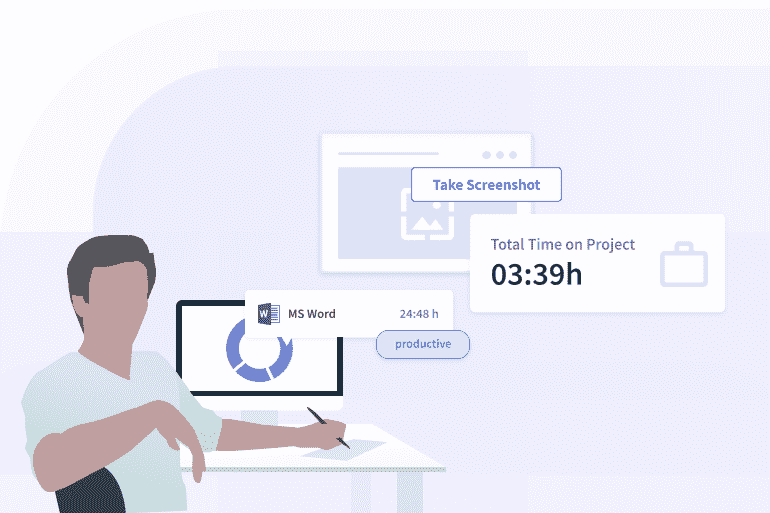 Take Screenshot
Total Time on Project
03:39h
W MS Word 24:48 h
productive